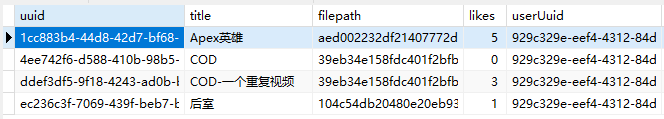 uuid title filepath likes userUuid
1cc883b4-44d8-42d7-bf68- Apex英雄 aed002232df21407772d 5 929c329e-eef4-4312-84d
4ee742f6-d588-410b-98b5- COD 39eb34e158fdc401f2bfb 0 929c329e-eef4-4312-84d
ddef3df5-9f18-4243-ad0b-b COD-一个重复视频 39eb34e158fdc401f2bfb 3 929c329e-eef4-4312-84d
ec236c3f-7069-439f-beb7-b 后室 104c54db20480e20eb93 1 929c329e-eef4-4312-84d